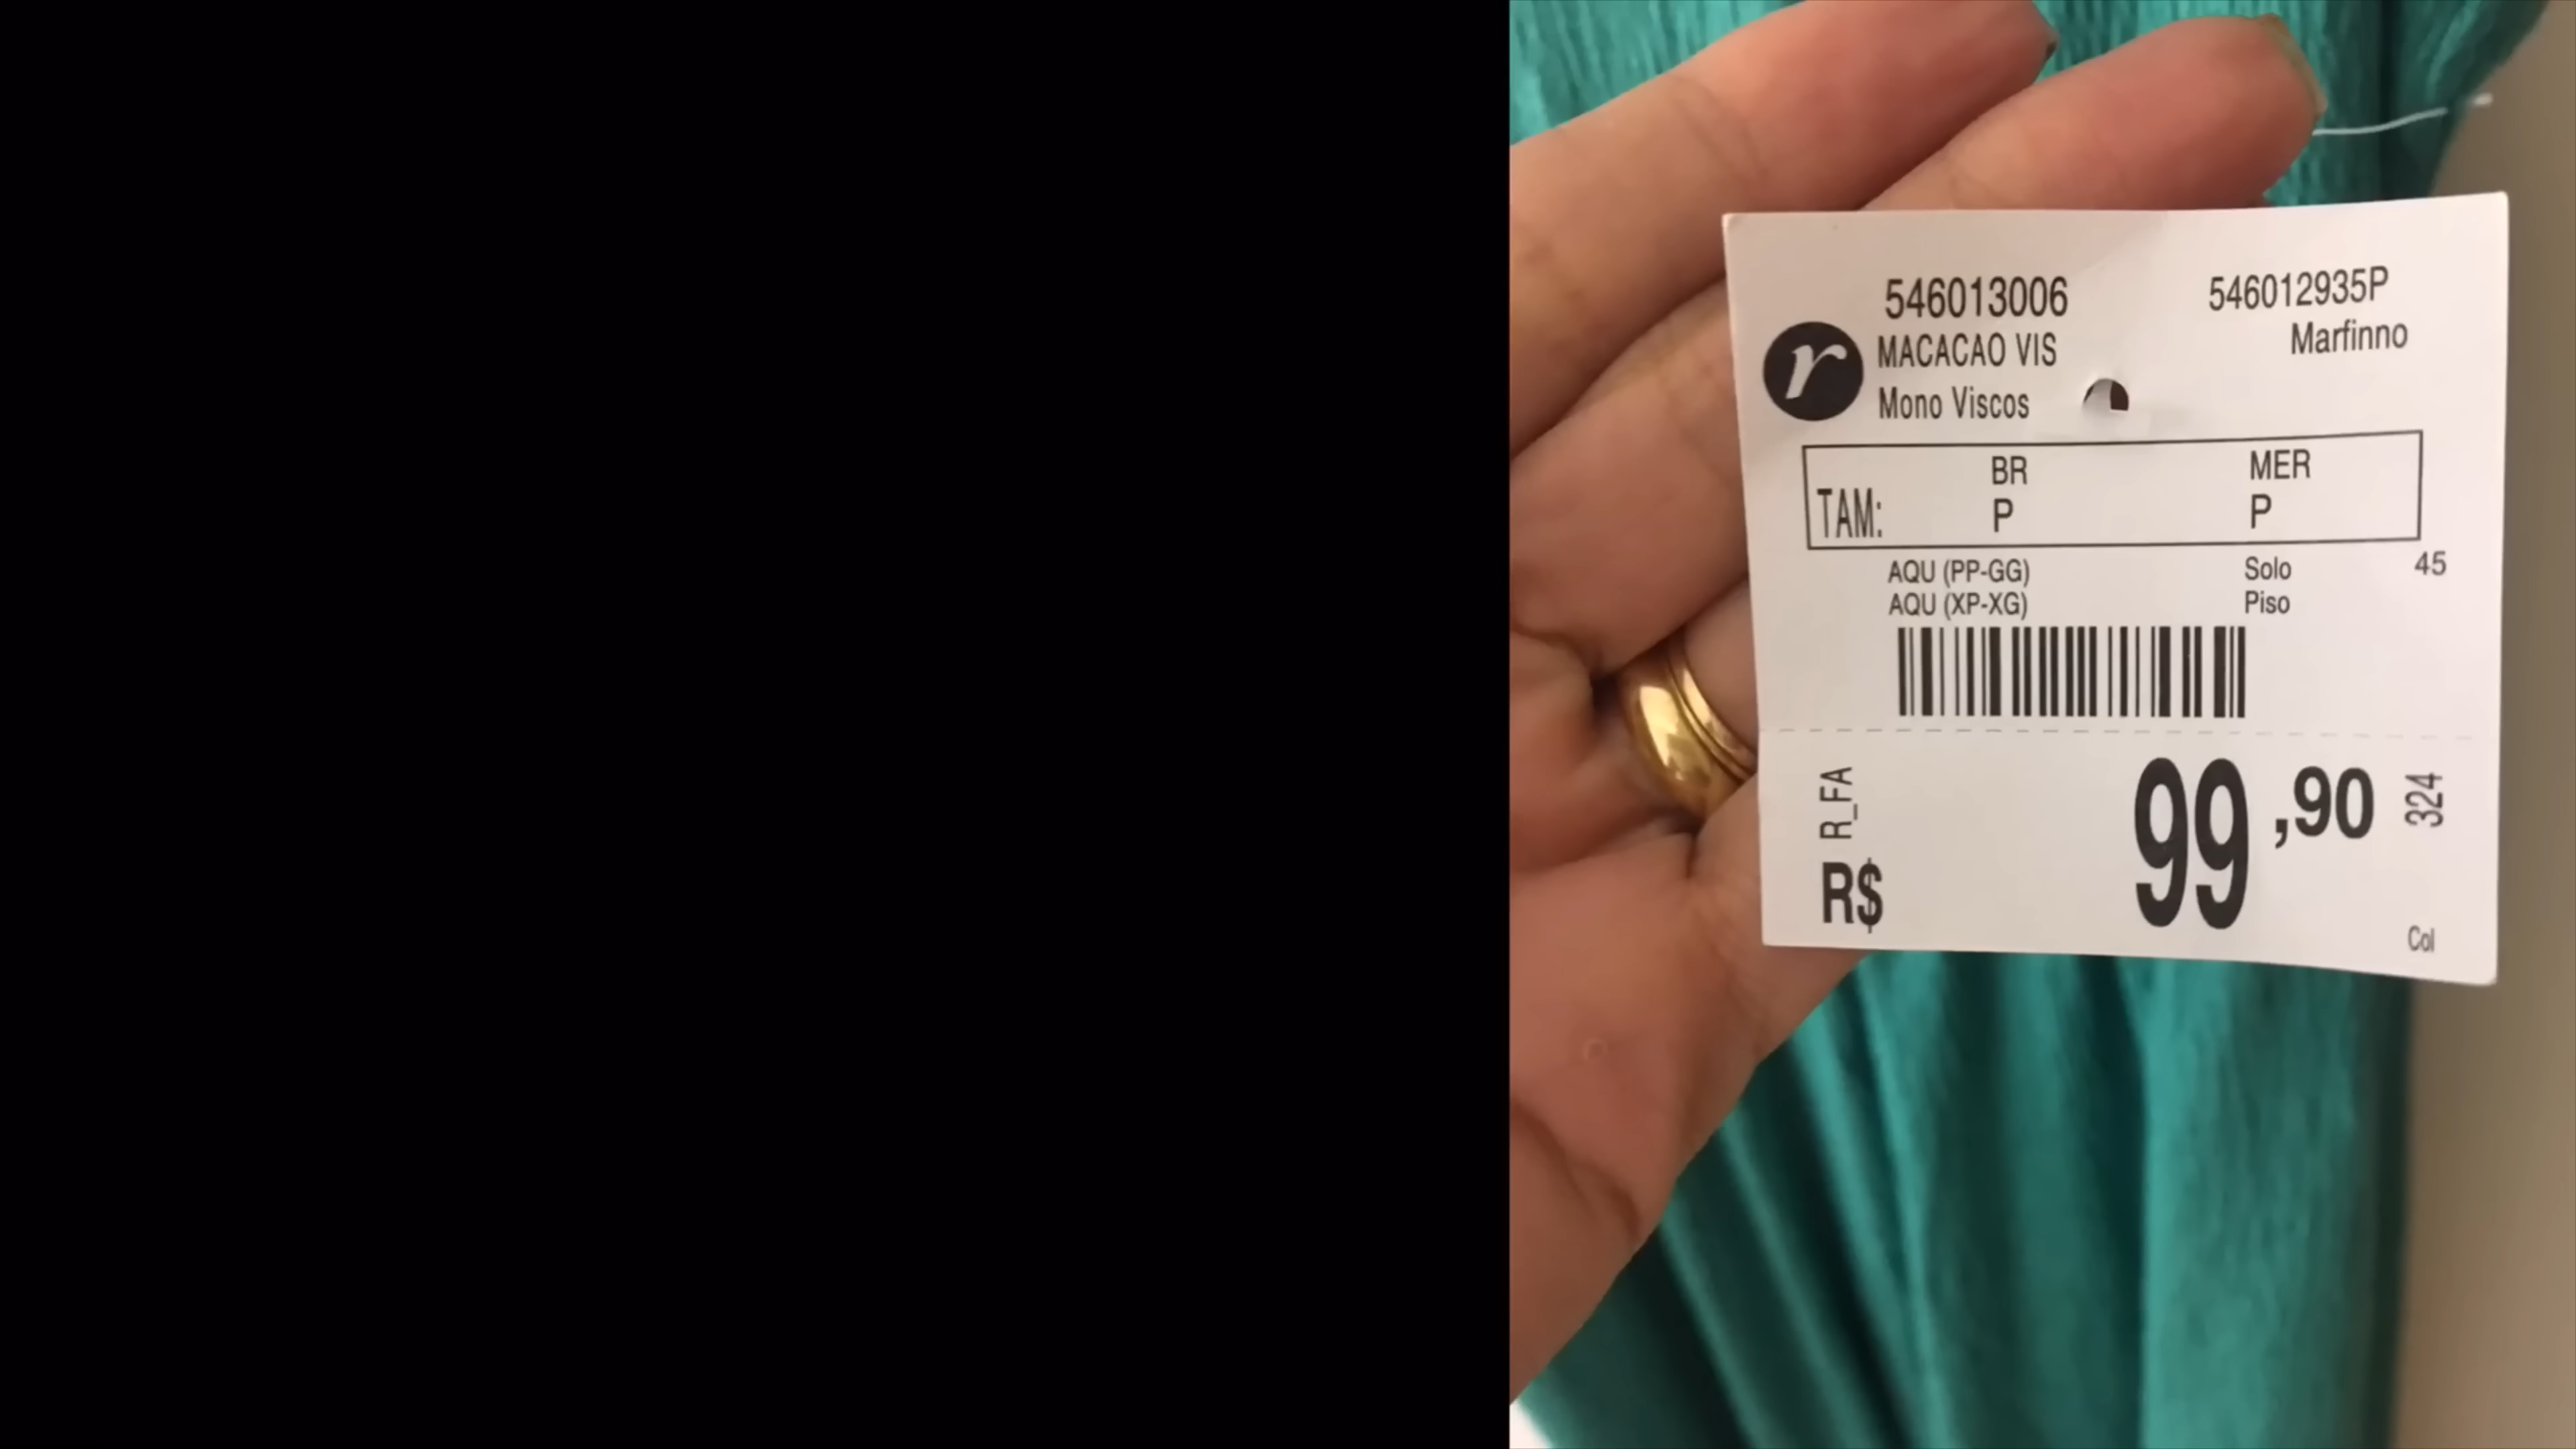 546013006 546012935P
MACACAO VIS Marfinno
r
Mono Viscos
BR MER
TAM: P P
AQU (PP-GG) Solo 45
AQU (XP-XG) Piso
R_FA
R$ 99,90
324
Col